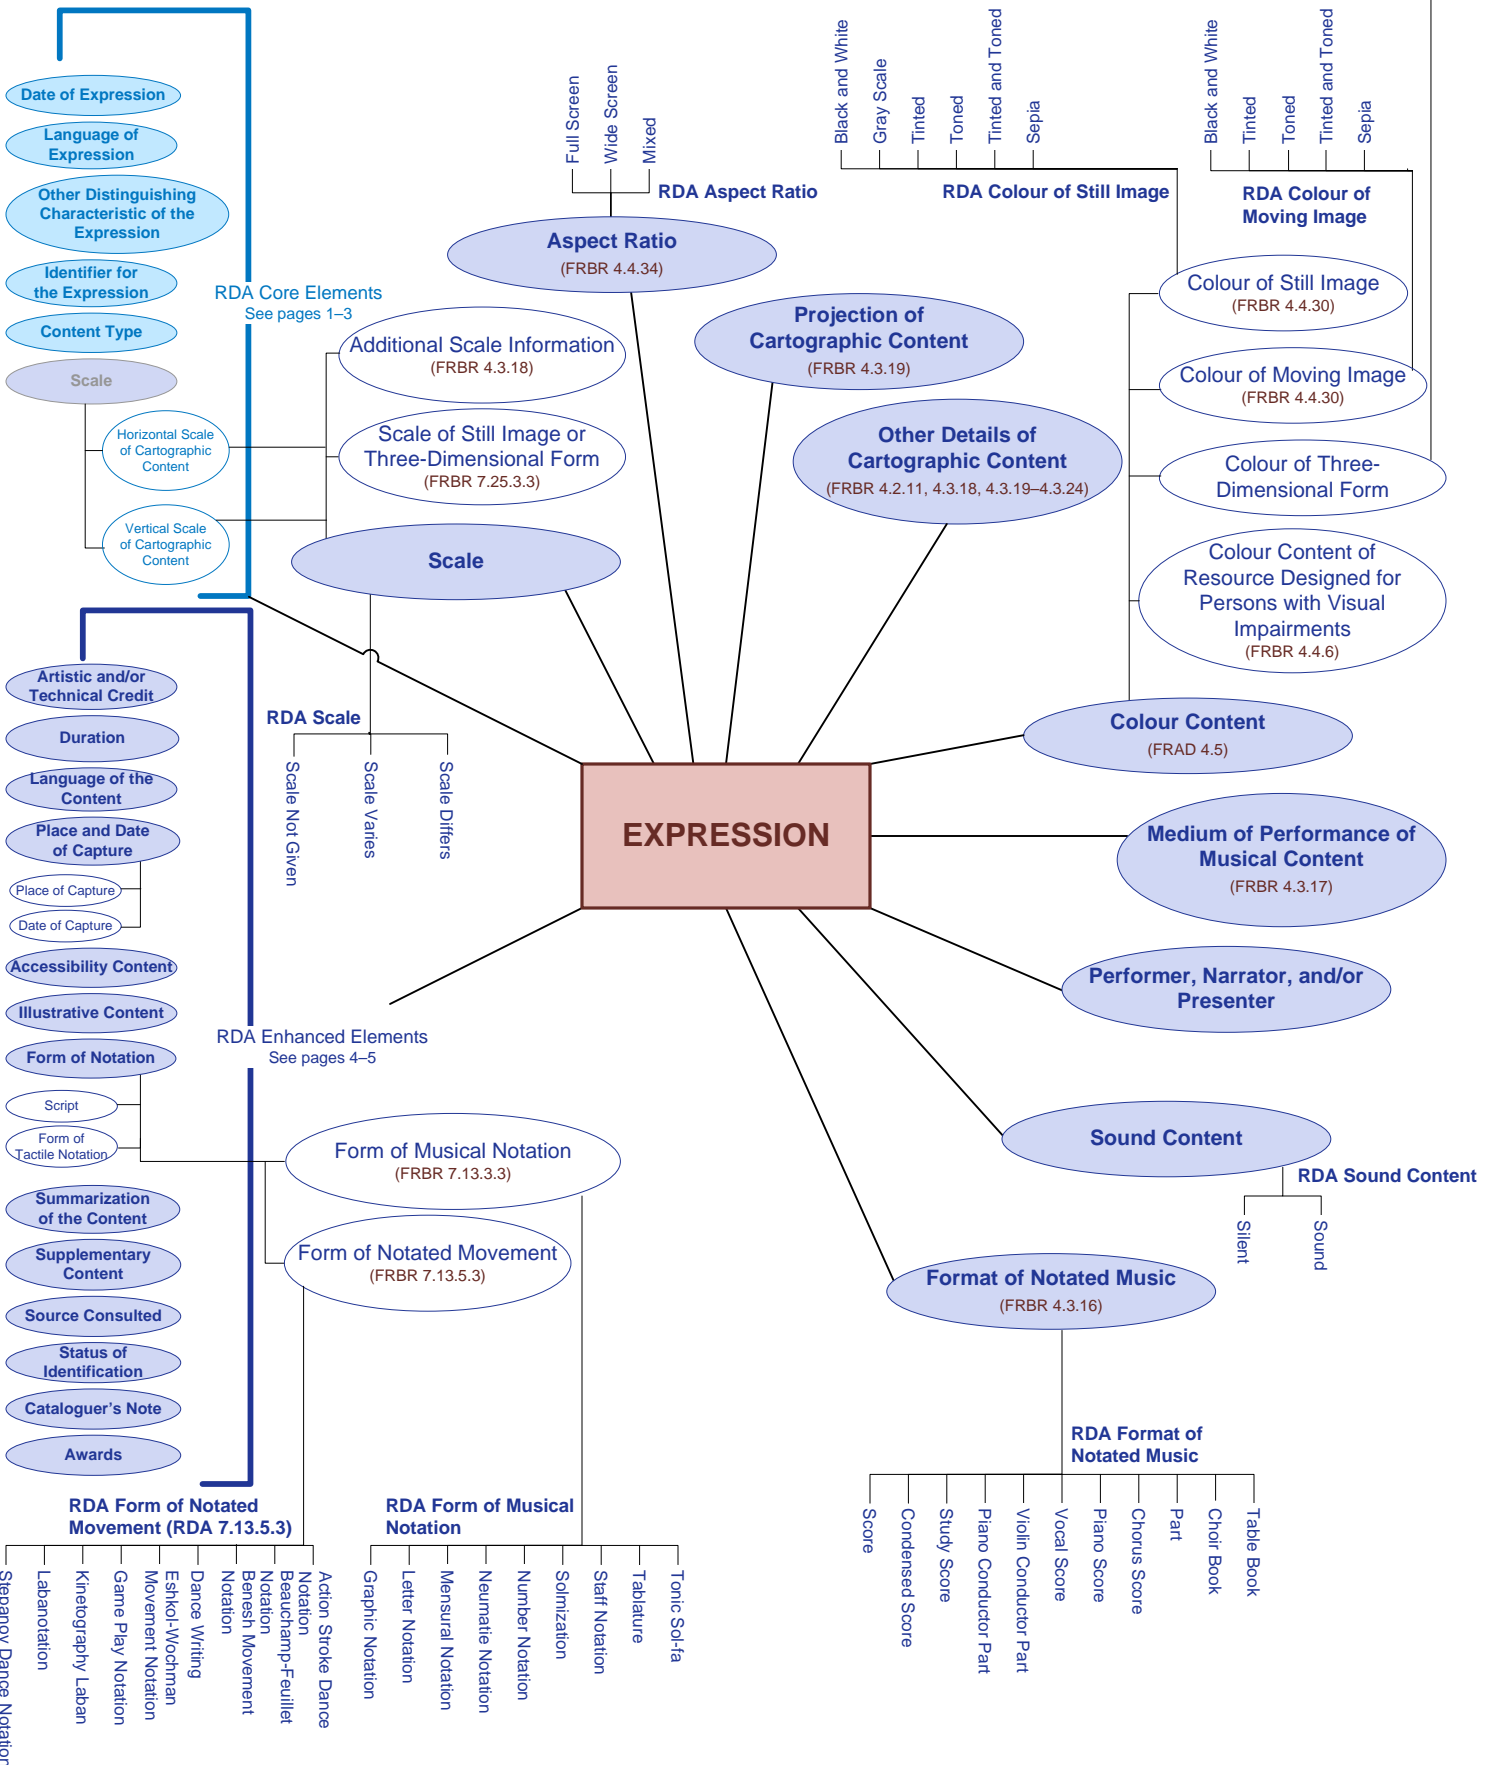 Date of Expression
Language of
Expression
Other Distinguishing
Characteristic of the
Expression
Identifier for
the Expression
Content Type
Scale
Horizontal Scale
of Cartographic
Content
Vertical Scale
of Cartographic
Content
RDA Core Elements
See pages 1–3
Full Screen
Wide Screen
Mixed
RDA Aspect Ratio
Aspect Ratio
(FRBR 4.4.34)
Black and White
Gray Scale
Tinted
Toned
Tinted and Toned
Sepia
RDA Colour of Still Image
Black and White
Tinted
Toned
Tinted and Toned
Sepia
RDA Colour of
Moving Image
Additional Scale Information
(FRBR 4.3.18)
Scale of Still Image or
Three-Dimensional Form
(FRBR 7.25.3.3)
Scale
RDA Scale
Scale Not Given
Scale Varies
Scale Differs
Projection of
Cartographic Content
(FRBR 4.3.19)
Other Details of
Cartographic Content
(FRBR 4.2.11, 4.3.18, 4.3.19–4.3.24)
Colour of Still Image
(FRBR 4.4.30)
Colour of Moving Image
(FRBR 4.4.30)
Colour of Three-
Dimensional Form
Colour Content of
Resource Designed for
Persons with Visual
Impairments
(FRBR 4.4.6)
Colour Content
(FRAD 4.5)
EXPRESSION
Medium of Performance of
Musical Content
(FRBR 4.3.17)
Performer, Narrator, and/or
Presenter
Sound Content
RDA Sound Content
Silent
Sound
Format of Notated Music
(FRBR 4.3.16)
RDA Format of
Notated Music
Score
Condensed Score
Study Score
Piano Conductor Part
Violin Conductor Part
Vocal Score
Piano Score
Chorus Score
Part
Choir Book
Table Book
Artistic and/or
Technical Credit
Duration
Language of the
Content
Place and Date
of Capture
Place of Capture
Date of Capture
Accessibility Content
Illustrative Content
Form of Notation
Script
Form of
Tactile Notation
Summarization
of the Content
Supplementary
Content
Source Consulted
Status of
Identification
Cataloguer's Note
Awards
RDA Enhanced Elements
See pages 4–5
Form of Musical Notation
(FRBR 7.13.3.3)
Form of Notated Movement
(FRBR 7.13.5.3)
RDA Form of Notated
Movement (RDA 7.13.5.3)
Stepanov Dance Notation
Labanotation
Kinetography Laban
Game Play Notation
Eshkol-Wochman
Movement Notation
Dance Writing
Benesh Movement
Notation
Beauchamp-Feuillet
Notation
Action Stroke Dance
Notation
RDA Form of Musical
Notation
Graphic Notation
Letter Notation
Mensural Notation
Neumatie Notation
Number Notation
Solmization
Staff Notation
Tablature
Tonic Sol-fa